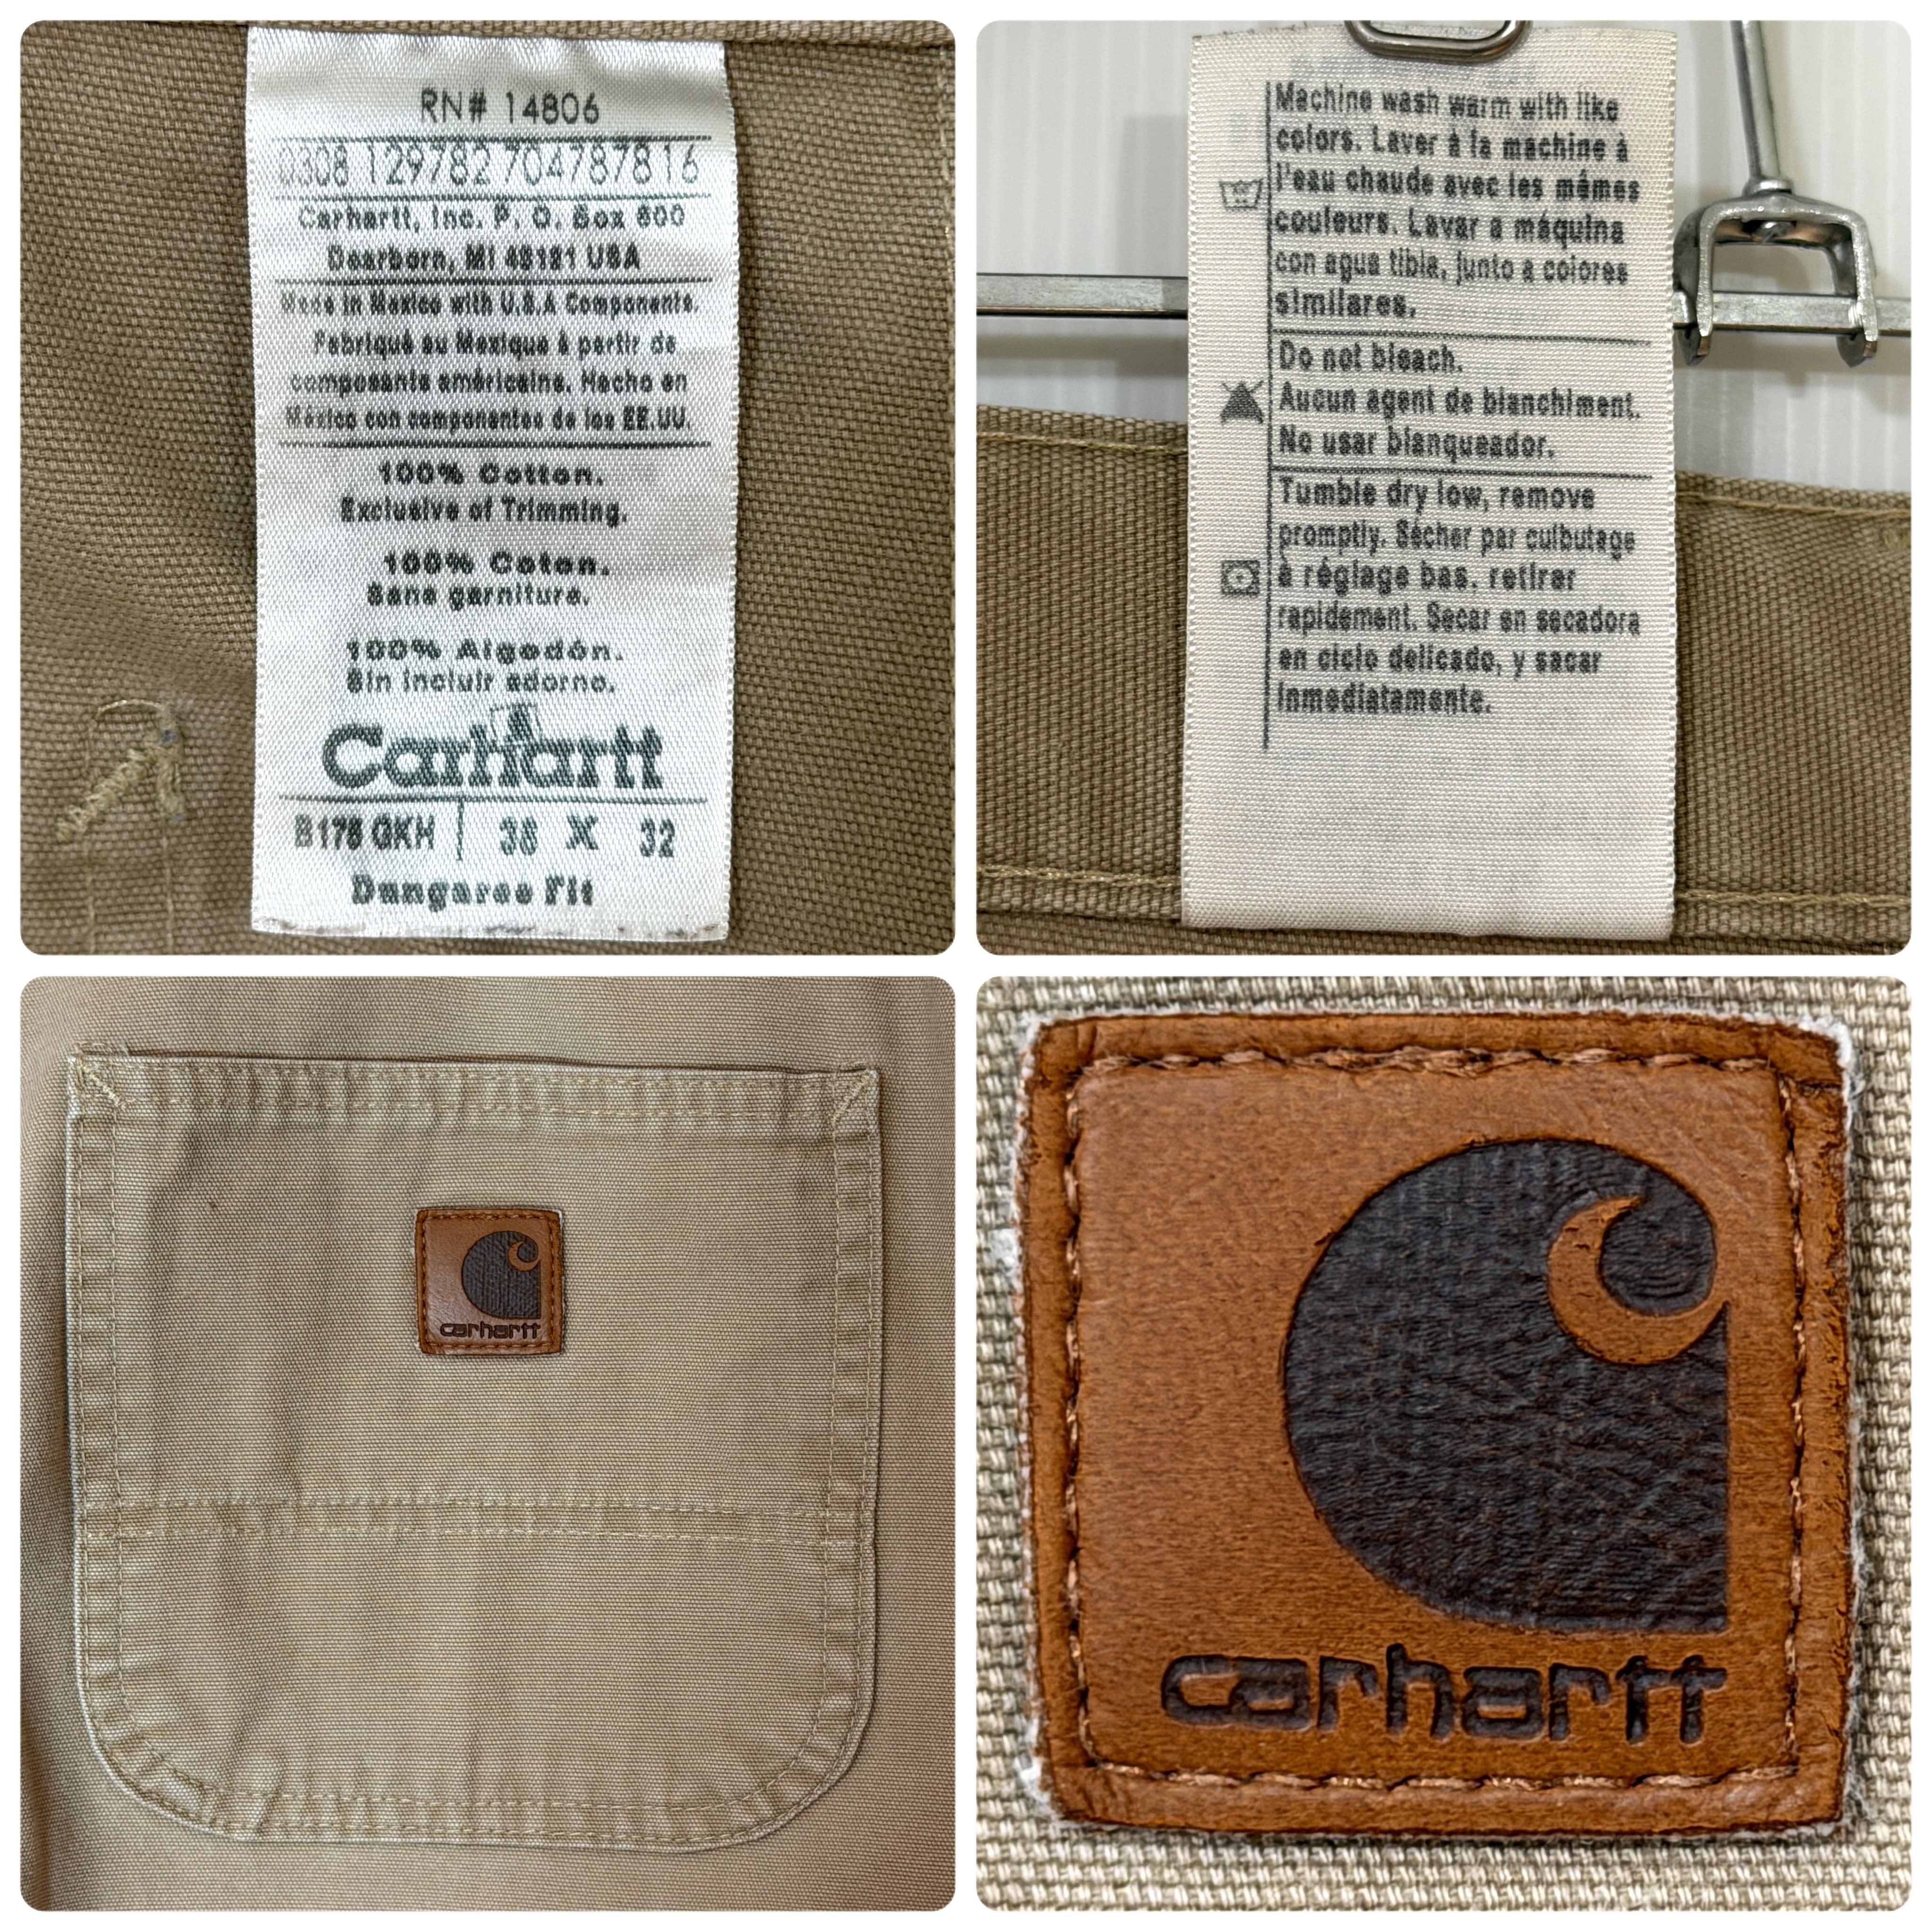 RN# 14806
0308 129782 704787816
Carhartt, Inc. P. O. Box 600
Dearborn, MI 48121 USA
Made in Mexico with U.S.A Components.
Fabriqué au Mexique à partir de
composants américains. Hecho en
México con componentes de los EE.UU.
100% Cotton.
Exclusive of Trimming.
100% Coton.
Sans garniture.
100% Algodón.
Sin incluir adorno.
Carhartt
B176 GKH 38 X 32
Dungaree Fit
Machine wash warm with like
colors. Laver à la machine à
l'eau chaude avec les mêmes
couleurs. Lavar a máquina
con agua tibia, junto a colores
similares.
Do not bleach.
Aucun agent de blanchiment.
No usar blanqueador.
Tumble dry low, remove
promptly. Sécher par culbutage
à réglage bas, retirer
rapidement. Secar en secadora
en ciclo delicado, y sacar
inmediatamente.
carhartt
carhartt